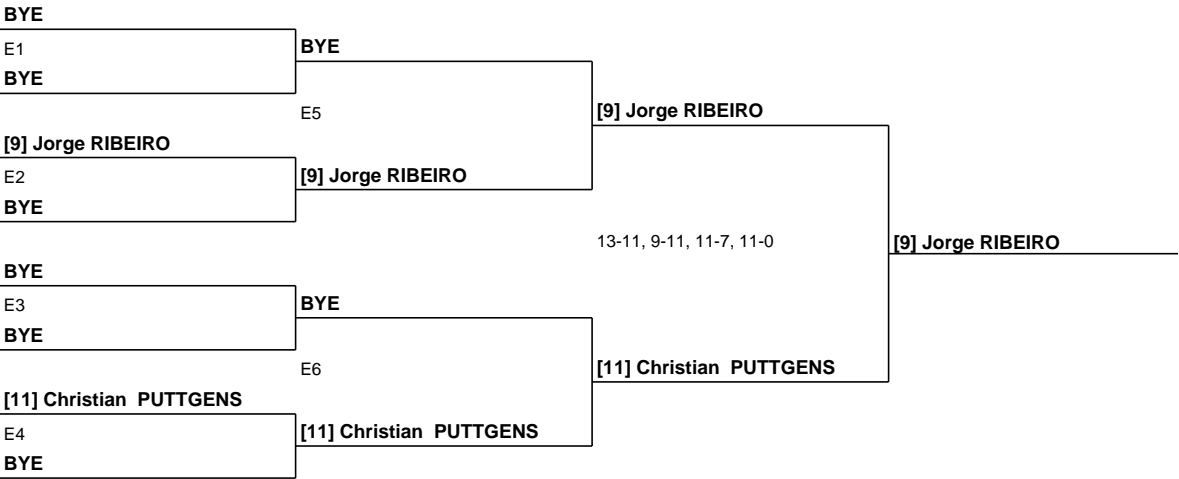 BYE
E1
BYE
BYE
E5
[9] Jorge RIBEIRO
[9] Jorge RIBEIRO
E2
[9] Jorge RIBEIRO
BYE
13-11, 9-11, 11-7, 11-0
[9] Jorge RIBEIRO
BYE
E3
BYE
BYE
E6
[11] Christian  PUTTGENS
[11] Christian  PUTTGENS
E4
[11] Christian  PUTTGENS
BYE